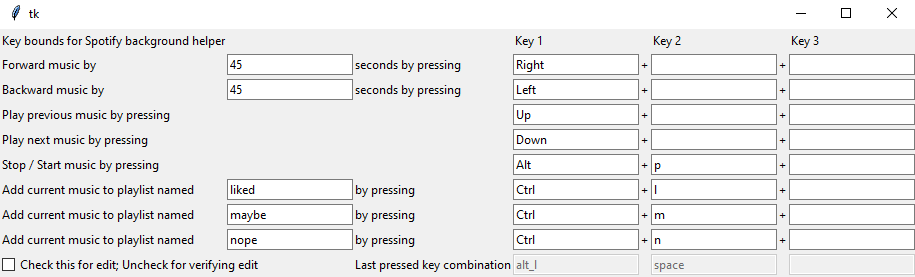 tk
Key bounds for Spotify background helper Key 1 Key 2 Key 3
Forward music by 45 seconds by pressing Right + +
Backward music by 45 seconds by pressing Left + +
Play previous music by pressing Up + +
Play next music by pressing Down + +
Stop / Start music by pressing Alt + p +
Add current music to playlist named liked by pressing Ctrl + l +
Add current music to playlist named maybe by pressing Ctrl + m +
Add current music to playlist named nope by pressing Ctrl + n +
Check this for edit; Uncheck for verifying edit Last pressed key combination alt_l space